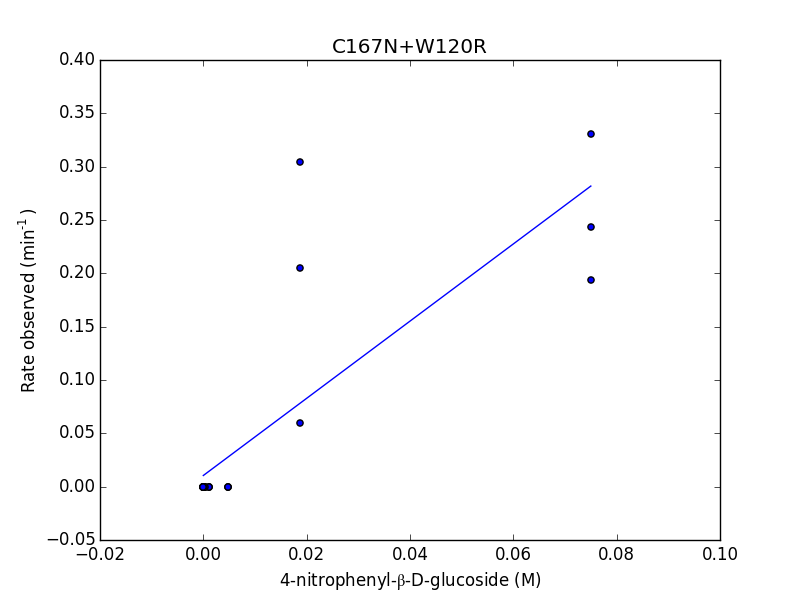 C167N+W120R
0.40
0.35
0.30
0.25
0.20
0.15
0.10
0.05
0.00
−0.05
Rate observed (min⁻¹ )
−0.02 0.00 0.02 0.04 0.06 0.08 0.10
4-nitrophenyl-β-D-glucoside (M)